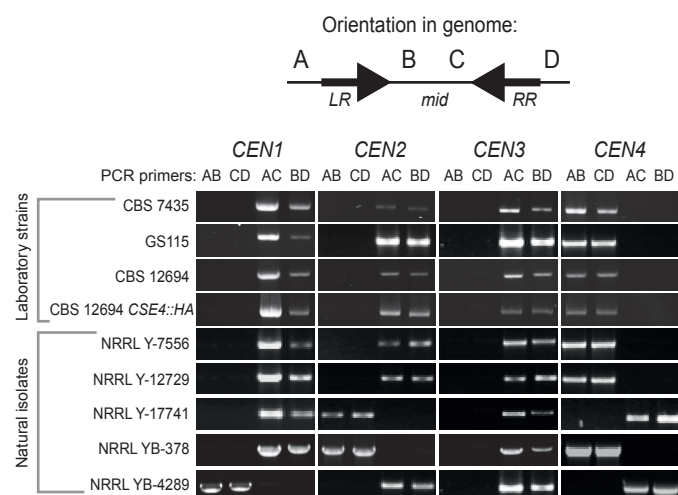 Orientation in genome:
A B C D
LR mid RR
CEN1 CEN2 CEN3 CEN4
PCR primers: AB CD AC BD AB CD AC BD AB CD AC BD AB CD AC BD
Laboratory strains
CBS 7435
GS115
CBS 12694
CBS 12694 CSE4::HA
Natural isolates
NRRL Y-7556
NRRL Y-12729
NRRL Y-17741
NRRL YB-378
NRRL YB-4289